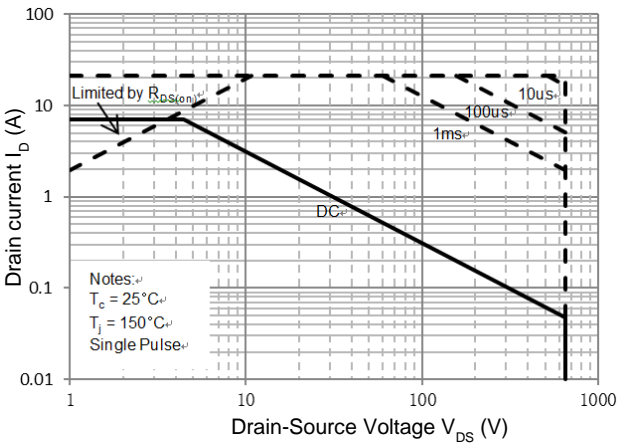 100
10
1
0.1
0.01
Drain current I_D (A)
Limited by R_DS(on)
10us
100us
1ms
DC
Notes:
T_c = 25°C
T_j = 150°C
Single Pulse
1
10
100
1000
Drain-Source Voltage V_DS (V)